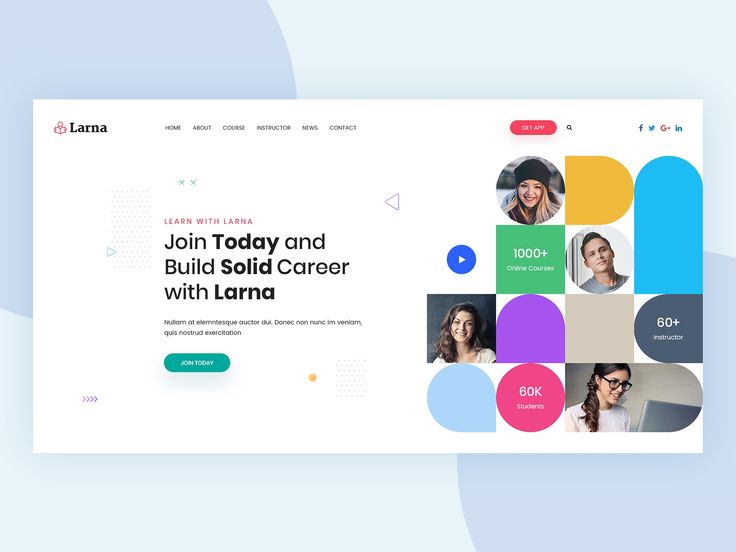 Larna
HOME ABOUT COURSE INSTRUCTOR NEWS CONTACT
GET APP
f G+ in
LEARN WITH LARNA
Join Today and
Build Solid Career
with Larna
Nullam at elemntesque auctor dui. Donec non nunc im veniam,
quis nostrud exercitation
JOIN TODAY
1000+
Online Courses
60+
Instructor
60K
Students